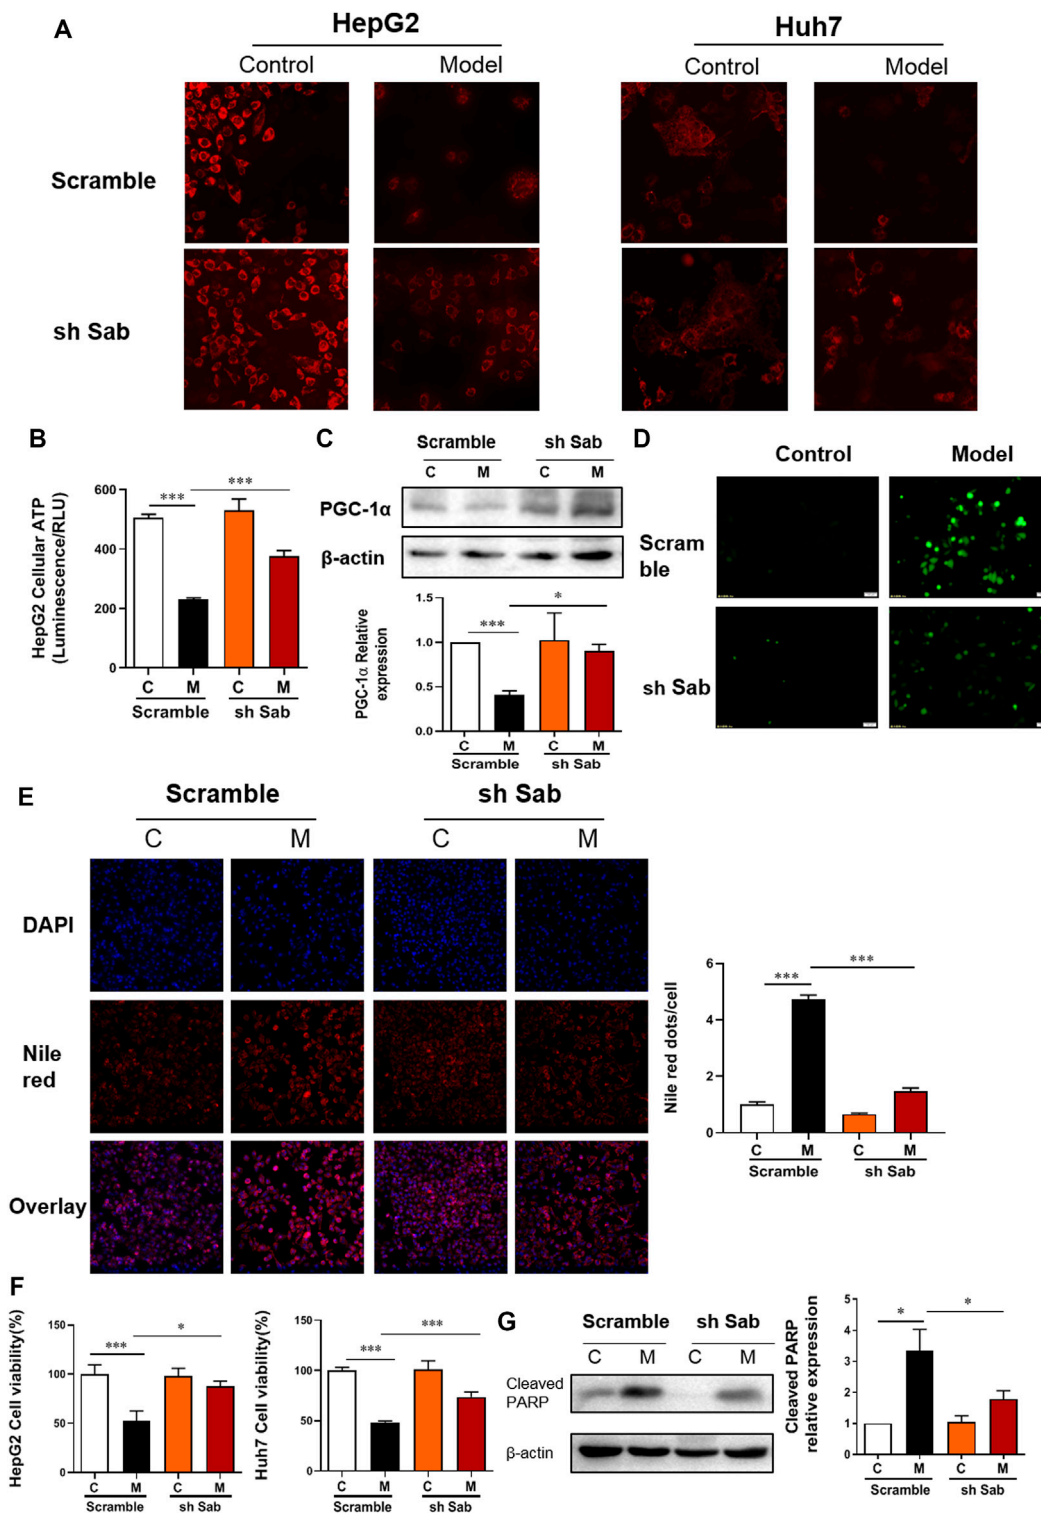 A
HepG2
Huh7
Control
Model
Control
Model
Scramble
sh Sab
B
HepG2 Cellular ATP
(Luminescence/RLU)
600
400
200
0
***
***
C
M
C
M
Scramble
sh Sab
C
Scramble
sh Sab
C
M
C
M
PGC-1α
β-actin
PGC-1α Relative
expression
1.5
1.0
0.5
0.0
***
*
C
M
C
M
Scramble
sh Sab
D
Control
Model
Scram
ble
sh Sab
E
Scramble
sh Sab
C
M
C
M
DAPI
Nile
red
Overlay
Nile red dots/cell
6
4
2
0
***
***
C
M
C
M
Scramble
sh Sab
F
HepG2 Cell viability(%)
150
100
50
0
***
*
C
M
C
M
Scramble
sh Sab
Huh7 Cell viability(%)
150
100
50
0
***
***
C
M
C
M
Scramble
sh Sab
G
Scramble
sh Sab
C
M
C
M
Cleaved
PARP
β-actin
Cleaved PARP
relative expression
5
4
3
2
1
0
*
*
C
M
C
M
Scramble
sh Sab